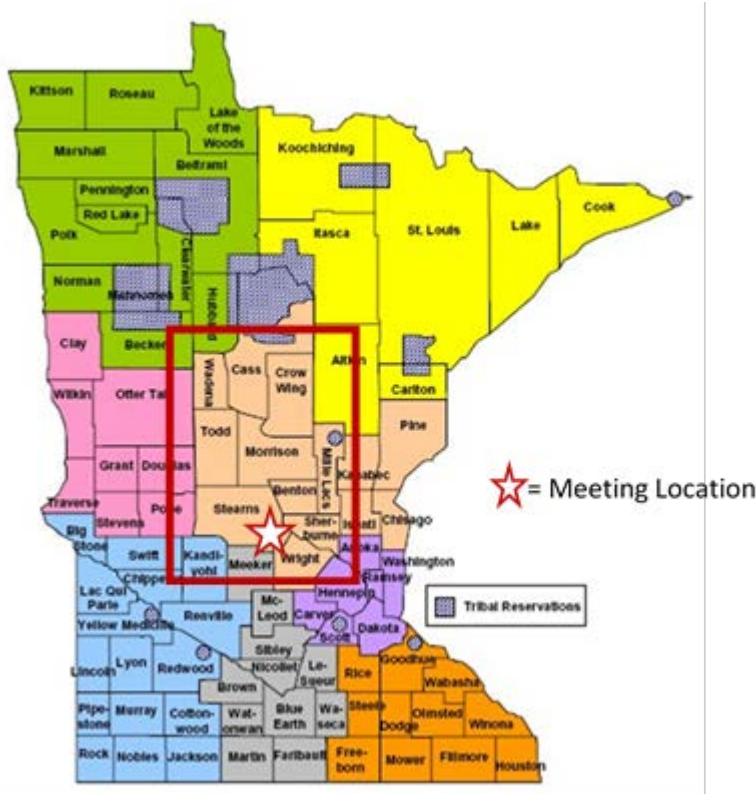 Kittson
Roseau
Lake
of the
Woods
Marshall
Beltrami
Koochiching
Pennington
Red Lake
Cook
Polk
Clearwater
Itasca
St. Louis
Lake
Norman
Mahnomen
Hubbard
Becker
Clay
Aitkin
Cass
Crow
Wing
Wadena
Carlton
Wilkin
Otter Tail
Pine
Todd
Morrison
Mille Lacs
Grant
Douglas
Kanabec
Benton
= Meeting Location
Traverse
Stevens
Pope
Stearns
Sher-
burne
Isanti
Chisago
Big
Stone
Swift
Kandi-
yohi
Meeker
Wright
Anoka
Washington
Ramsey
Chippe
Hennepin
Lac Qui
Parle
Mc-
Leod
Carver
Tribal Reservations
Renville
Yellow Medicine
Scott
Dakota
Sibley
Lincoln
Lyon
Redwood
Nicollet
Le-
Sueur
Rice
Goodhue
Wabasha
Brown
Pipe-
stone
Murray
Cotton-
wood
Wat-
onwan
Blue
Earth
Wa-
seca
Steele
Dodge
Olmsted
Winona
Rock
Nobles
Jackson
Martin
Faribault
Free-
born
Mower
Fillmore
Houston